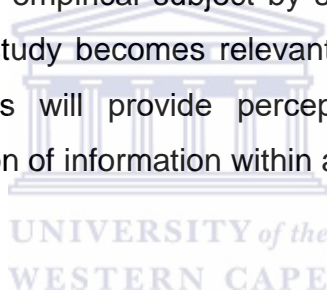 empirical subject by s
tudy becomes relevant
s will provide percep
on of information within a
UNIVERSITY of the
WESTERN CAPE